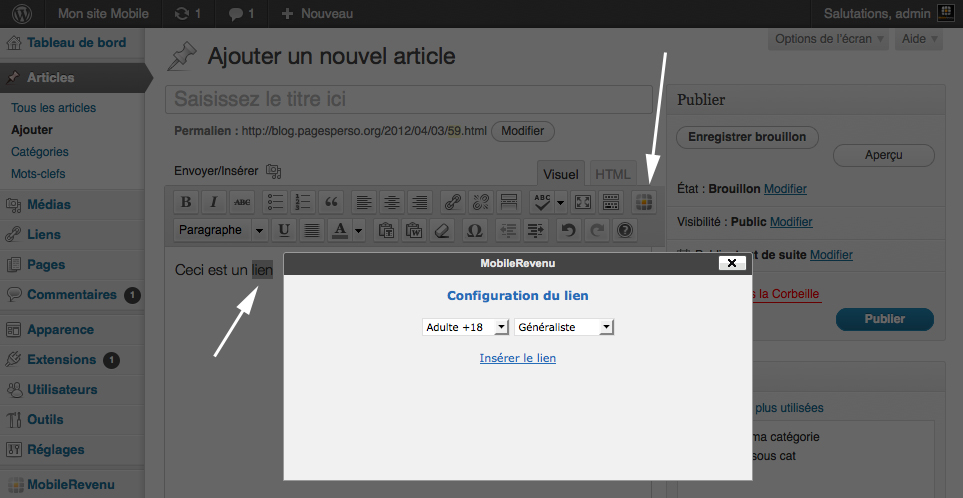 Mon site Mobile 1 1 Nouveau Salutations, admin
Options de l'écran Aide
Tableau de bord
Articles
Tous les articles
Ajouter
Catégories
Mots-clefs
Médias
Liens
Pages
Commentaires 1
Apparence
Extensions 1
Utilisateurs
Outils
Réglages
MobileRevenu
Ajouter un nouvel article
Saisissez le titre ici
Permalien : http://blog.pagesperso.org/2012/04/03/59.html Modifier
Envoyer/Insérer
Visuel HTML
B I ABC ABC
Paragraphe U A T W Ω ?
Ceci est un lien
Publier
Enregistrer brouillon
Aperçu
État : Brouillon Modifier
Visibilité : Public Modifier
de suite Modifier
la Corbeille
Publier
plus utilisées
ma catégorie
sous cat
MobileRevenu X
Configuration du lien
Adulte +18 Généraliste
Insérer le lien